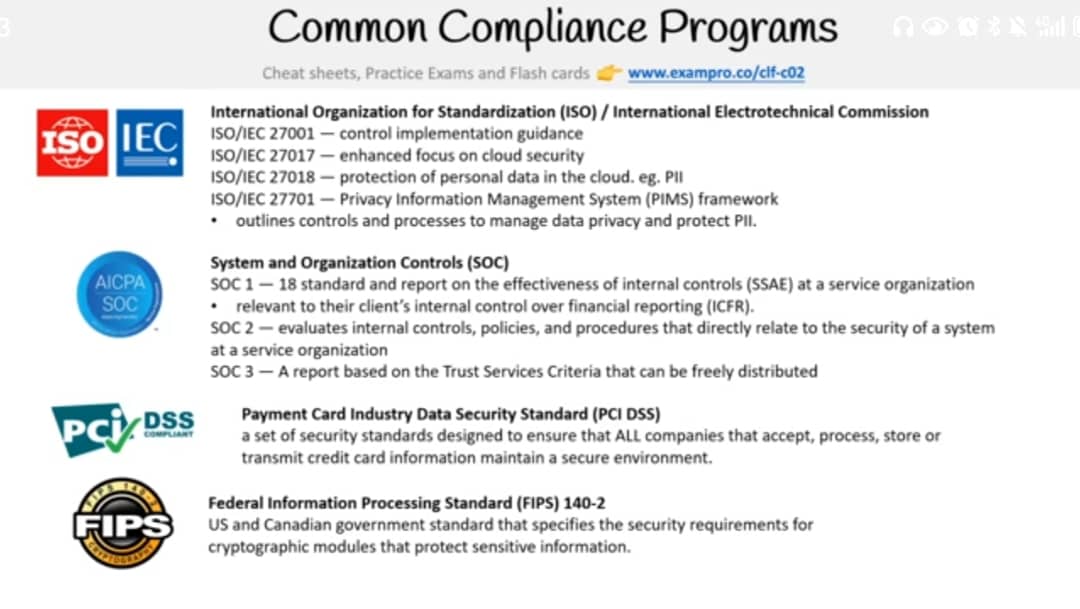 3
Common Compliance Programs
Cheat sheets, Practice Exams and Flash cards 👉 www.exampro.co/clf-c02
International Organization for Standardization (ISO) / International Electrotechnical Commission
ISO
IEC
ISO/IEC 27001 — control implementation guidance
ISO/IEC 27017 — enhanced focus on cloud security
ISO/IEC 27018 — protection of personal data in the cloud. eg. PII
ISO/IEC 27701 — Privacy Information Management System (PIMS) framework
• outlines controls and processes to manage data privacy and protect PII.
System and Organization Controls (SOC)
AICPA
SOC
SOC 1 — 18 standard and report on the effectiveness of internal controls (SSAE) at a service organization
• relevant to their client's internal control over financial reporting (ICFR).
SOC 2 — evaluates internal controls, policies, and procedures that directly relate to the security of a system
at a service organization
SOC 3 — A report based on the Trust Services Criteria that can be freely distributed
PCI DSS
COMPLIANT
Payment Card Industry Data Security Standard (PCI DSS)
a set of security standards designed to ensure that ALL companies that accept, process, store or
transmit credit card information maintain a secure environment.
FIPS 140-2
FIPS
CRYPTOGRAPHY
Federal Information Processing Standard (FIPS) 140-2
US and Canadian government standard that specifies the security requirements for
cryptographic modules that protect sensitive information.